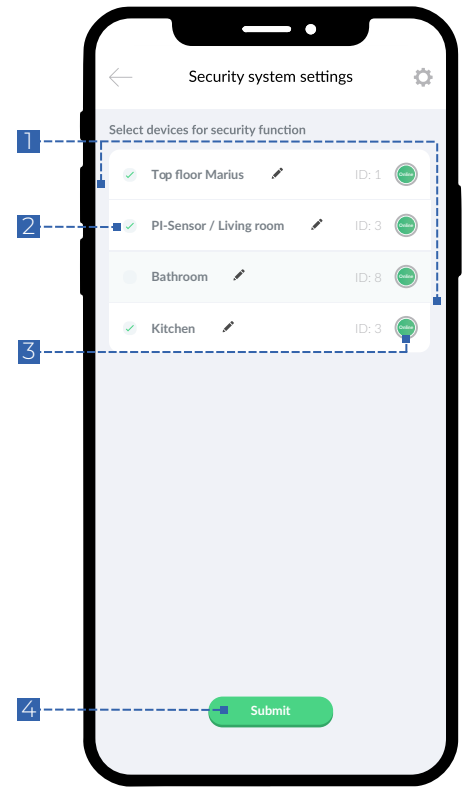 Security system settings
Select devices for security function
1
Top floor Marius ID: 1 Online
2
PI-Sensor / Living room ID: 3 Online
Bathroom ID: 8 Online
Kitchen ID: 3 Online
3
4
Submit